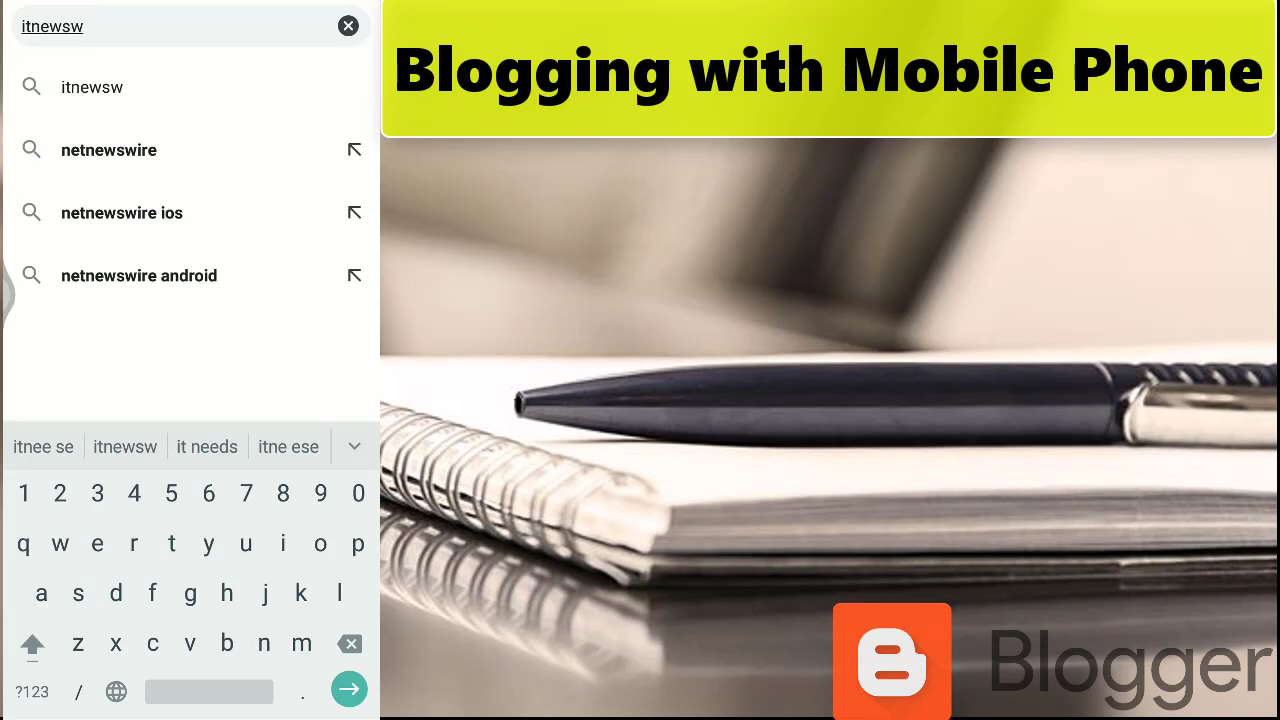 itnewsw
Blogging with Mobile Phone
itnewsw
netnewswire
netnewswire ios
netnewswire android
itnee se itnewsw it needs itne ese
1 2 3 4 5 6 7 8 9 0
q w e r t y u i o p
a s d f g h j k l
z x c v b n m
?123 / .
Blogger